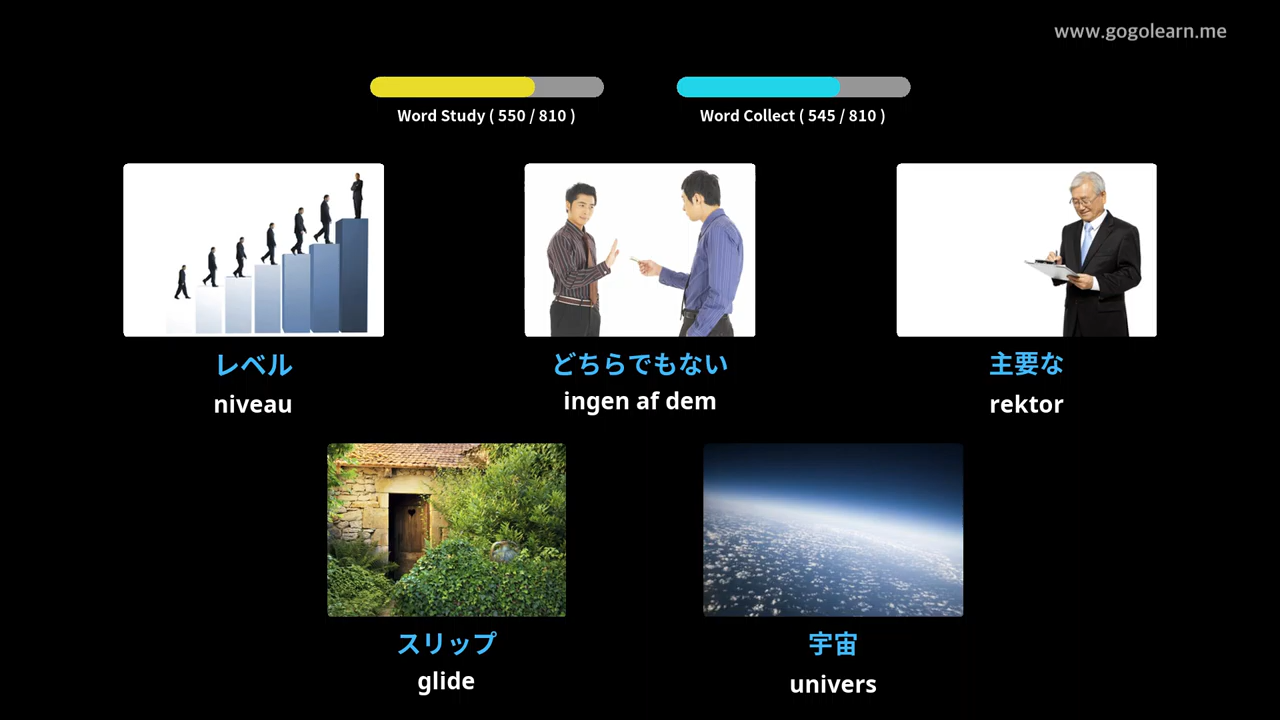 www.gogolearn.me
Word Study ( 550 / 810 )
Word Collect ( 545 / 810 )
レベル
niveau
どちらでもない
ingen af dem
主要な
rektor
スリップ
glide
宇宙
univers